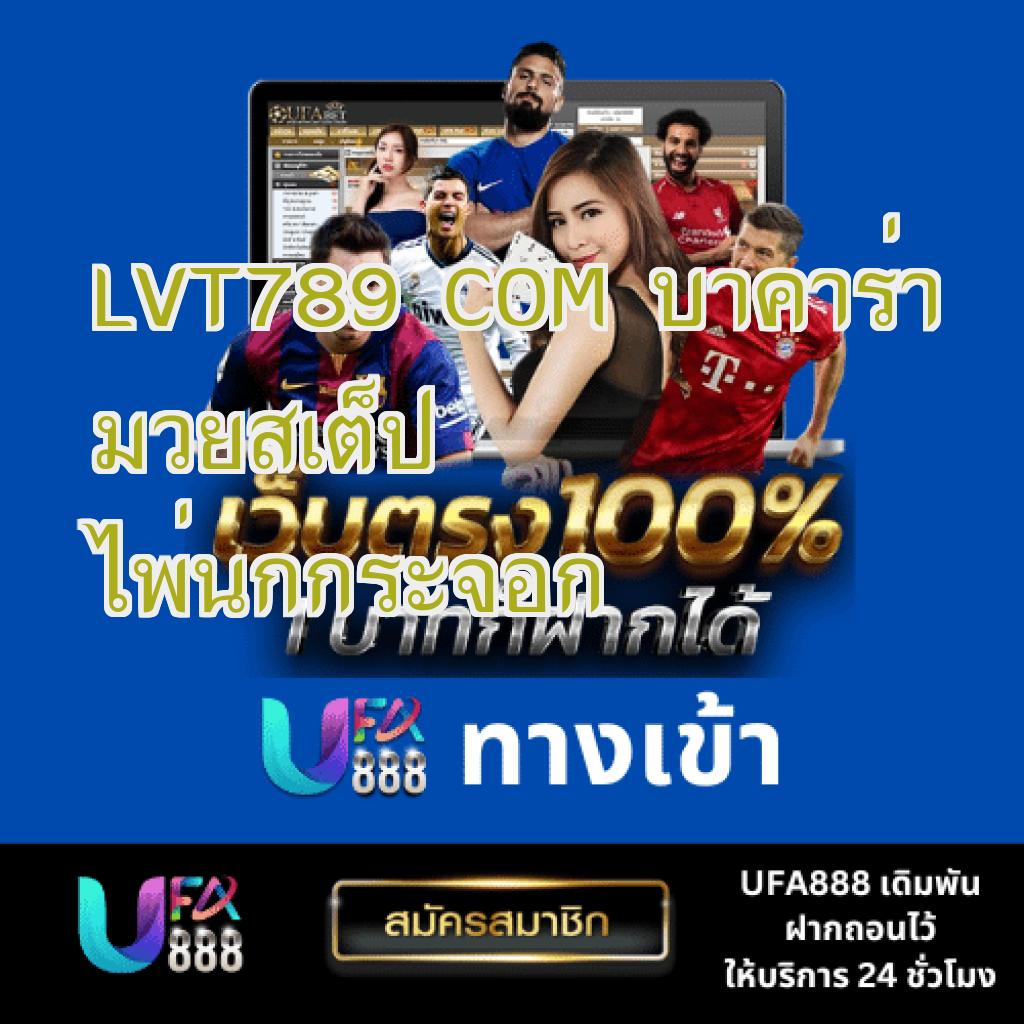 UFABET
LVT789 COM บาคาร่า
มวยสเต็ป
เว็บตรง100%
ไพ่นกกระจอก
1 บาทก็ฝากได้
UFA
888
ทางเข้า
UFA
888
สมัครสมาชิก
UFA888 เดิมพัน
ฝากถอนไว้
ให้บริการ 24 ชั่วโมง